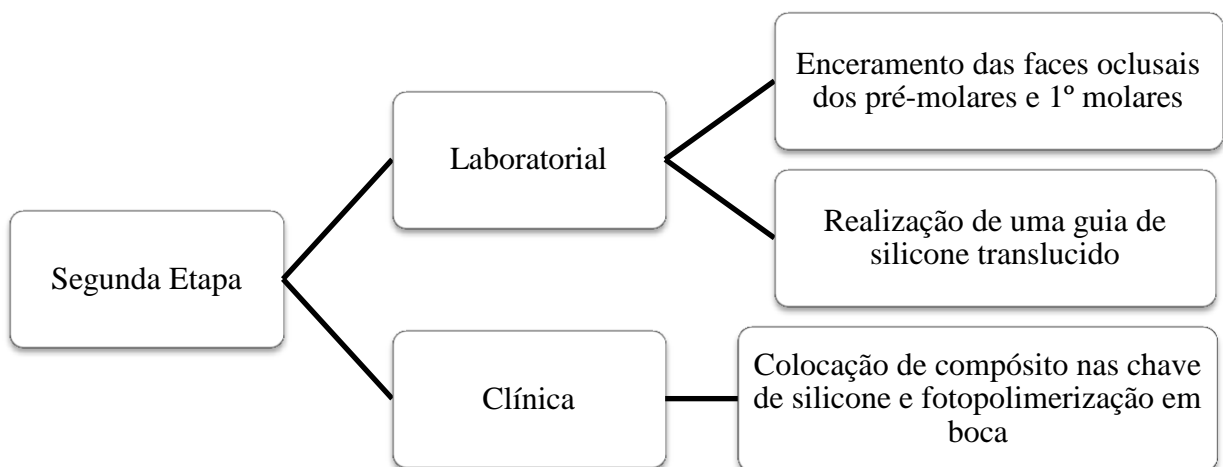 Segunda Etapa
Laboratorial
Enceramento das faces oclusais
dos pré-molares e 1º molares
Realização de uma guia de
silicone translucido
Clínica
Colocação de compósito nas chave
de silicone e fotopolimerização em
boca